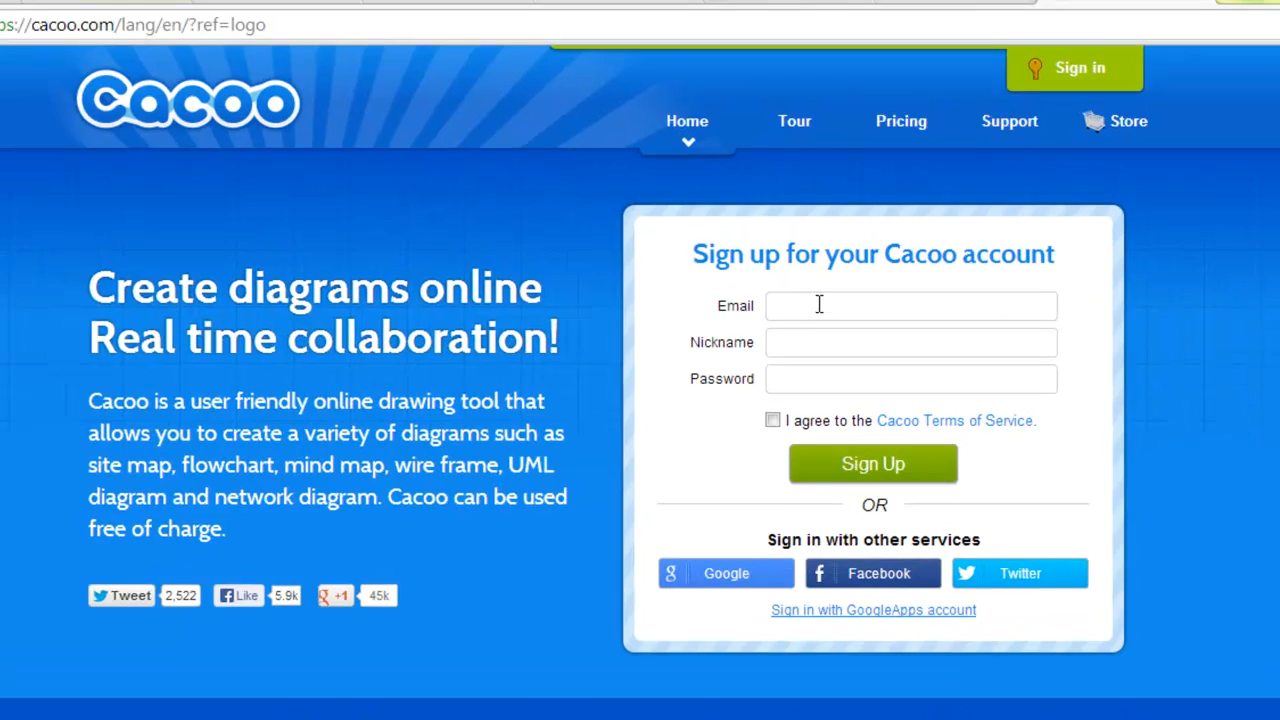 ps://cacoo.com/lang/en/?ref=logo
Cacoo
Sign in
Home
Tour
Pricing
Support
Store
Create diagrams online
Real time collaboration!
Cacoo is a user friendly online drawing tool that
allows you to create a variety of diagrams such as
site map, flowchart, mind map, wire frame, UML
diagram and network diagram. Cacoo can be used
free of charge.
Tweet 2,522
Like 5.9k
+1 45k
Sign up for your Cacoo account
Email
Nickname
Password
I agree to the Cacoo Terms of Service.
Sign Up
OR
Sign in with other services
Google
Facebook
Twitter
Sign in with GoogleApps account